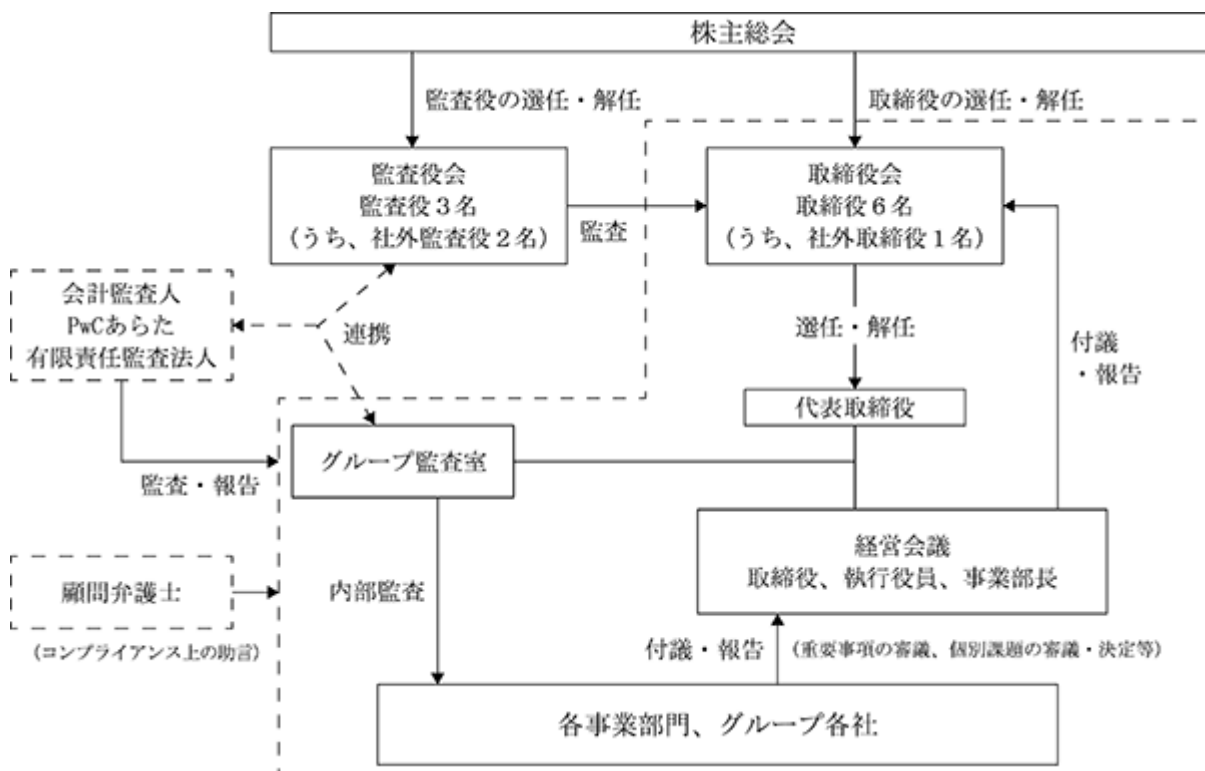 株主総会
監査役の選任・解任
取締役の選任・解任
監査役会
監査役3名
（うち、社外監査役2名）
監査
取締役会
取締役6名
（うち、社外取締役1名）
会計監査人
PwCあらた
有限責任監査法人
連携
選任・解任
付議
・報告
代表取締役
グループ監査室
監査・報告
経営会議
取締役、執行役員、事業部長
顧問弁護士
（コンプライアンス上の助言）
内部監査
付議・報告
（重要事項の審議、個別課題の審議・決定等）
各事業部門、グループ各社